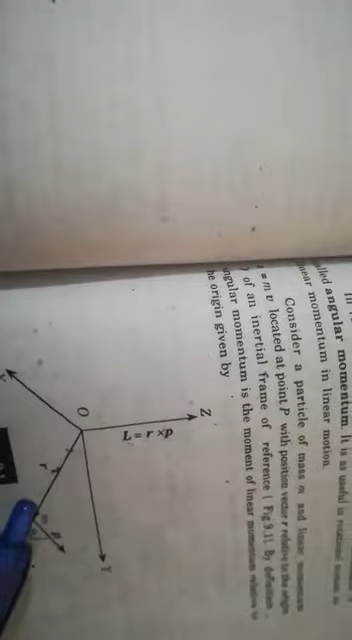 angular momentum. It is as useful in rotational motion as
linear momentum in linear motion.
Consider a particle of mass m and linear momentum
= m v located at point P with position vector r relative to the origin
of an inertial frame of reference ( Fig 9.1). By definition
angular momentum is the moment of linear momentum relative to
origin given by
Z
L = r × p
O
Y
r
P
X
9.1